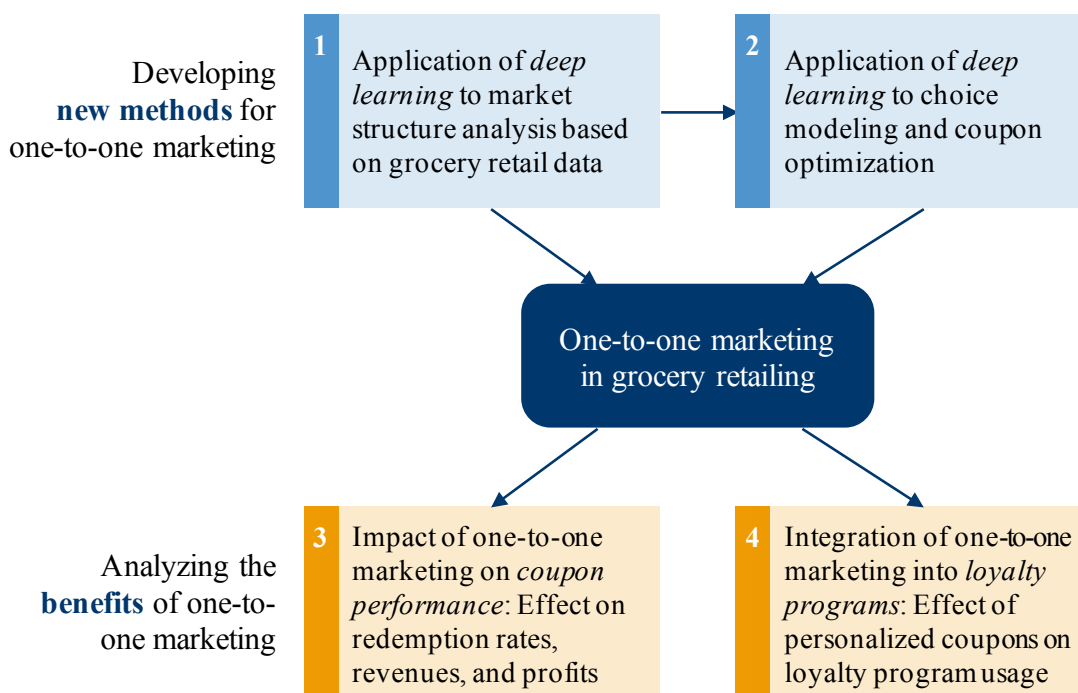 Developing
new methods for
one-to-one marketing
1
Application of deep
learning to market
structure analysis based
on grocery retail data
2
Application of deep
learning to choice
modeling and coupon
optimization
One-to-one marketing
in grocery retailing
Analyzing the
benefits of one-to-
one marketing
3
Impact of one-to-one
marketing on coupon
performance: Effect on
redemption rates,
revenues, and profits
4
Integration of one-to-one
marketing into loyalty
programs: Effect of
personalized coupons on
loyalty program usage